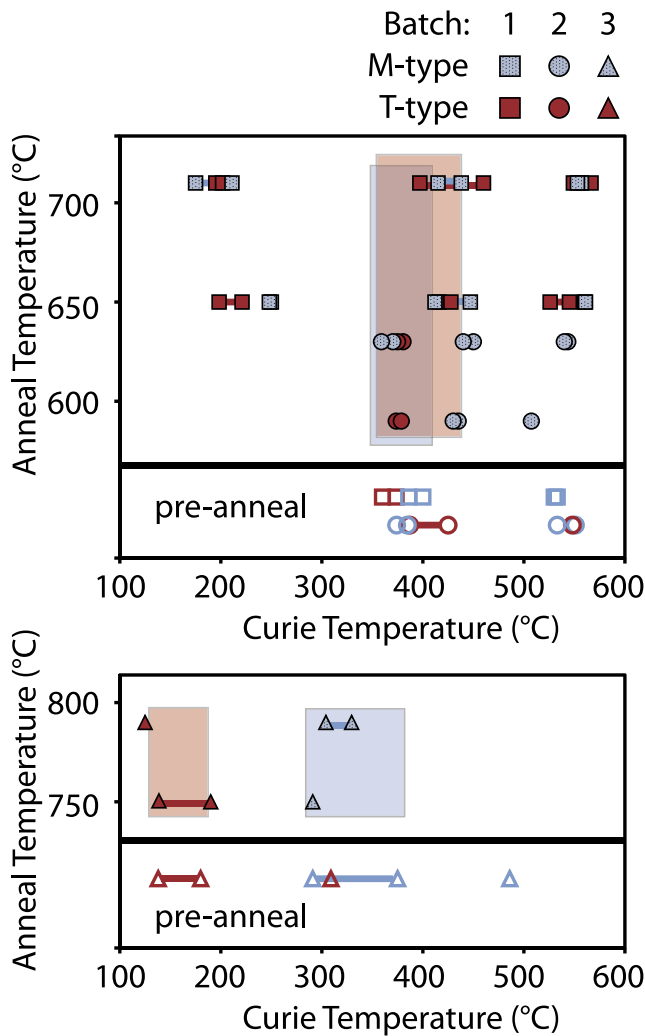 Batch: 1 2 3
M-type
T-type
Anneal Temperature (°C)
700
650
600
pre-anneal
100 200 300 400 500 600
Curie Temperature (°C)
Anneal Temperature (°C)
800
750
pre-anneal
100 200 300 400 500 600
Curie Temperature (°C)